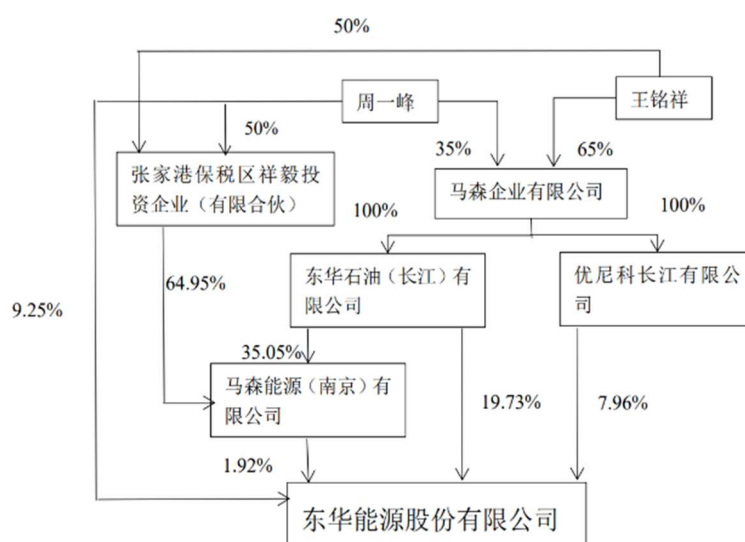 50%
周一峰
王铭祥
50%
35%
65%
张家港保税区祥毅投
资企业（有限合伙）
马森企业有限公司
100%
100%
东华石油（长江）有
限公司
优尼科长江有限公
司
64.95%
9.25%
35.05%
马森能源（南京）有
限公司
19.73%
7.96%
1.92%
东华能源股份有限公司